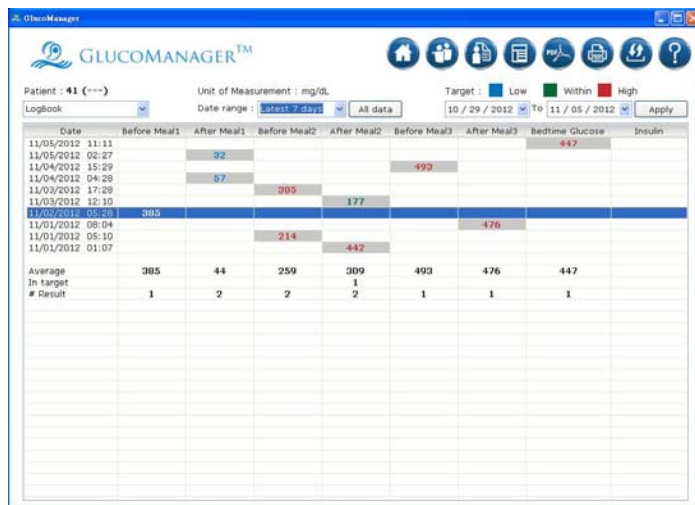 GlucoManager
GLUCOMANAGER™
PDF
?
Patient : 41 (---) Unit of Measurement : mg/dL Target : Low Within High
LogBook Date range : Latest 7 days All data 10 / 29 / 2012 To 11 / 05 / 2012 Apply
Date Before Meal1 After Meal1 Before Meal2 After Meal2 Before Meal3 After Meal3 Bedtime Glucose Insulin
11/05/2012 11:11 447
11/05/2012 02:27 32
11/04/2012 15:29 493
11/04/2012 04:28 57
11/03/2012 17:28 305
11/03/2012 12:10 177
11/02/2012 05:28 385
11/01/2012 08:04 476
11/01/2012 05:10 214
11/01/2012 01:07 442
Average 385 44 259 309 493 476 447
In target 1
# Result 1 2 2 2 1 1 1